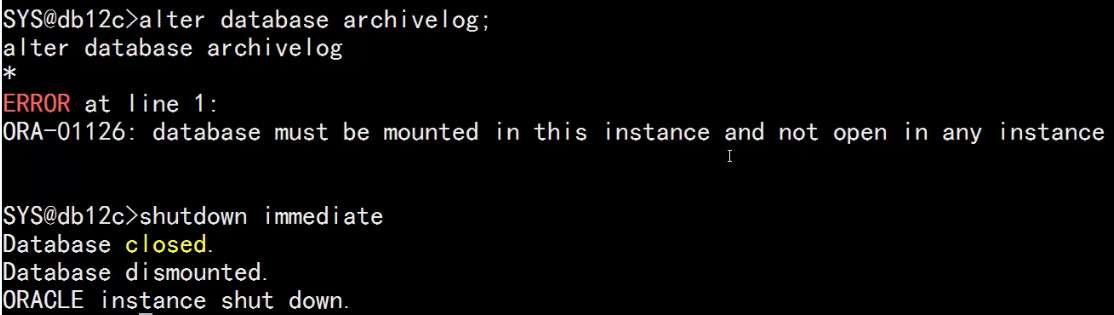 SYS@db12c>alter database archivelog;
alter database archivelog
*
ERROR at line 1:
ORA-01126: database must be mounted in this instance and not open in any instance
SYS@db12c>shutdown immediate
Database closed.
Database dismounted.
ORACLE instance shut down.